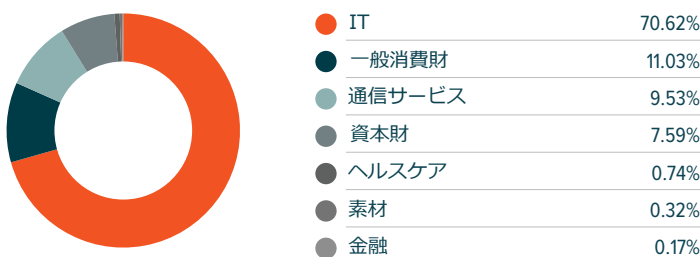 IT 70.62%
一般消費財 11.03%
通信サービス 9.53%
資本財 7.59%
ヘルスケア 0.74%
素材 0.32%
金融 0.17%